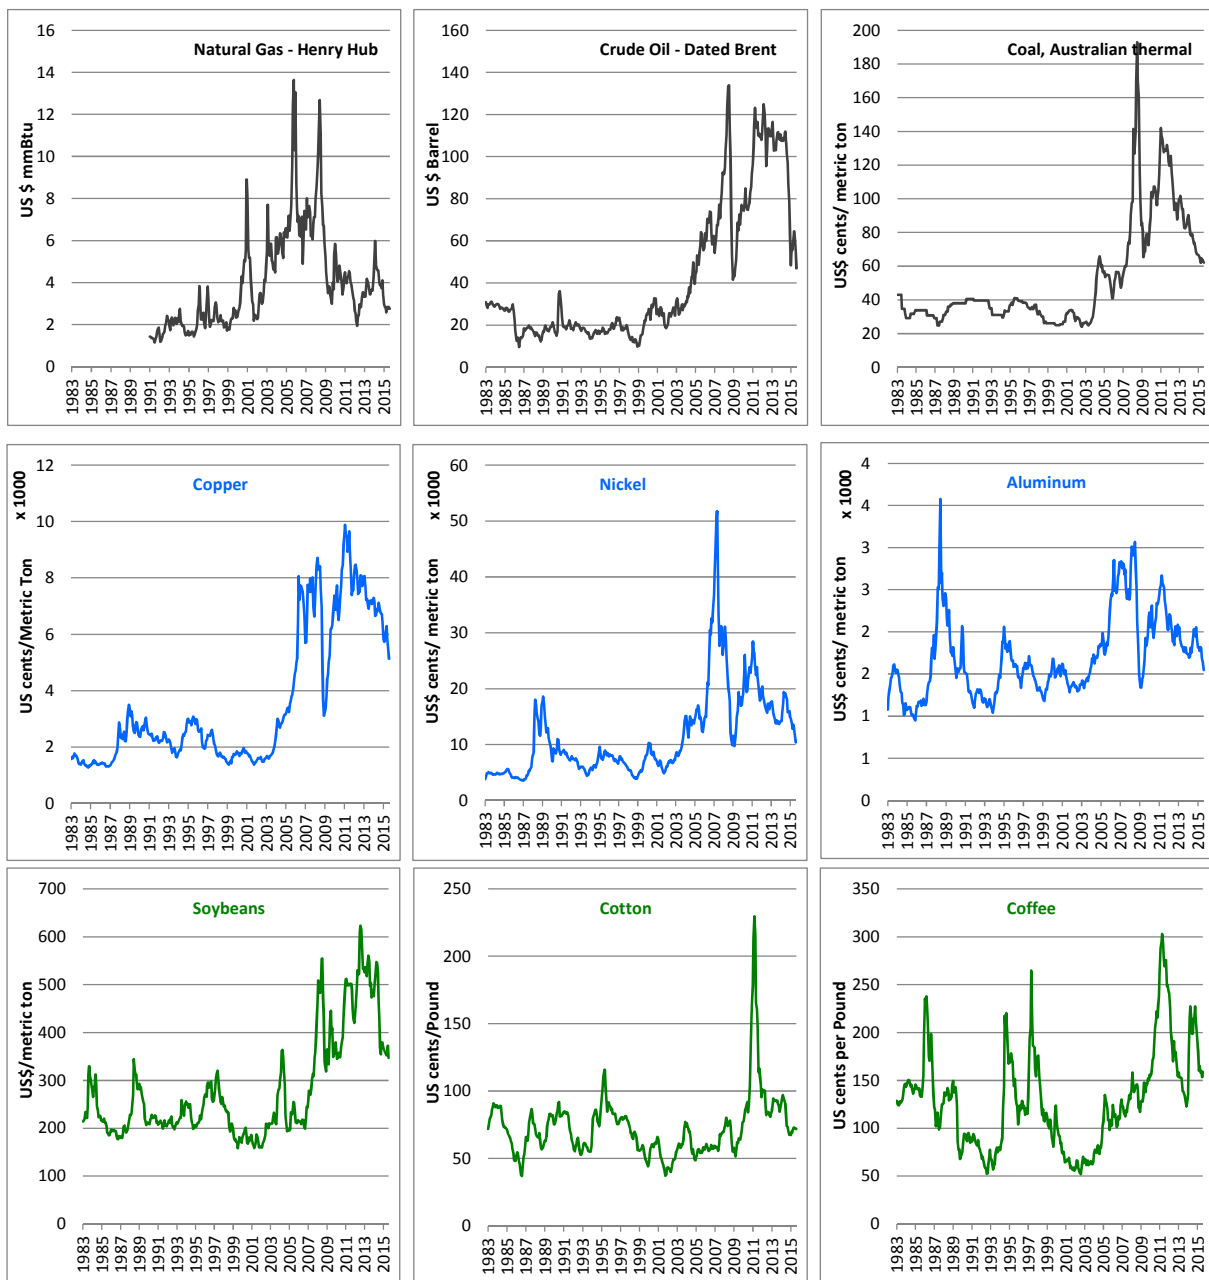 Natural Gas - Henry Hub
US $ mmBtu
16
14
12
10
8
6
4
2
0
1983 1985 1987 1989 1991 1993 1995 1997 1999 2001 2003 2005 2007 2009 2011 2013 2015
Crude Oil - Dated Brent
US $ Barrel
160
140
120
100
80
60
40
20
0
1983 1985 1987 1989 1991 1993 1995 1997 1999 2001 2003 2005 2007 2009 2011 2013 2015
Coal, Australian thermal
US$ cents/ metric ton
200
180
160
140
120
100
80
60
40
20
0
1983 1985 1987 1989 1991 1993 1995 1997 1999 2001 2003 2005 2007 2009 2011 2013 2015
Copper
x 1000
US cents/Metric Ton
12
10
8
6
4
2
0
1983 1985 1987 1989 1991 1993 1995 1997 1999 2001 2003 2005 2007 2009 2011 2013 2015
Nickel
x 1000
US$ cents/ metric ton
60
50
40
30
20
10
0
1983 1985 1987 1989 1991 1993 1995 1997 1999 2001 2003 2005 2007 2009 2011 2013 2015
Aluminum
x 1000
US$ cents/ metric ton
4
4
3
3
2
2
1
1
0
1983 1985 1987 1989 1991 1993 1995 1997 1999 2001 2003 2005 2007 2009 2011 2013 2015
Soybeans
US$/metric ton
700
600
500
400
300
200
100
0
1983 1985 1987 1989 1991 1993 1995 1997 1999 2001 2003 2005 2007 2009 2011 2013 2015
Cotton
US cents/Pound
250
200
150
100
50
0
1983 1985 1987 1989 1991 1993 1995 1997 1999 2001 2003 2005 2007 2009 2011 2013 2015
Coffee
US cents per Pound
350
300
250
200
150
100
50
0
1983 1985 1987 1989 1991 1993 1995 1997 1999 2001 2003 2005 2007 2009 2011 2013 2015